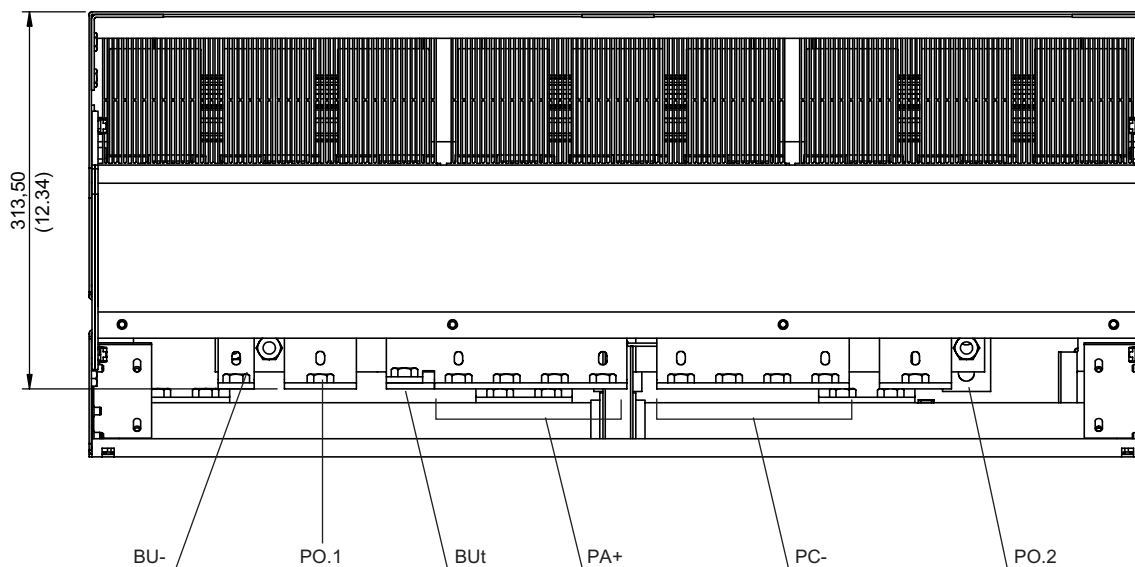 313,50
(12.34)
BU-
PO.1
BUt
PA+
PC-
PO.2